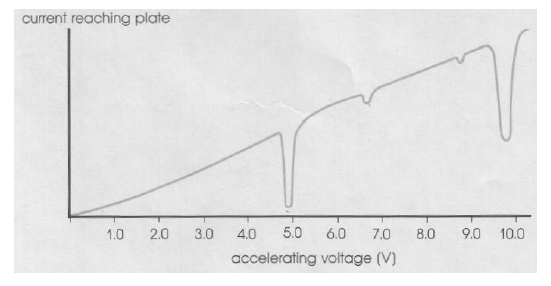 current reaching plate
1.0 2.0 3.0 4.0 5.0 6.0 7.0 8.0 9.0 10.0
accelerating voltage (V)